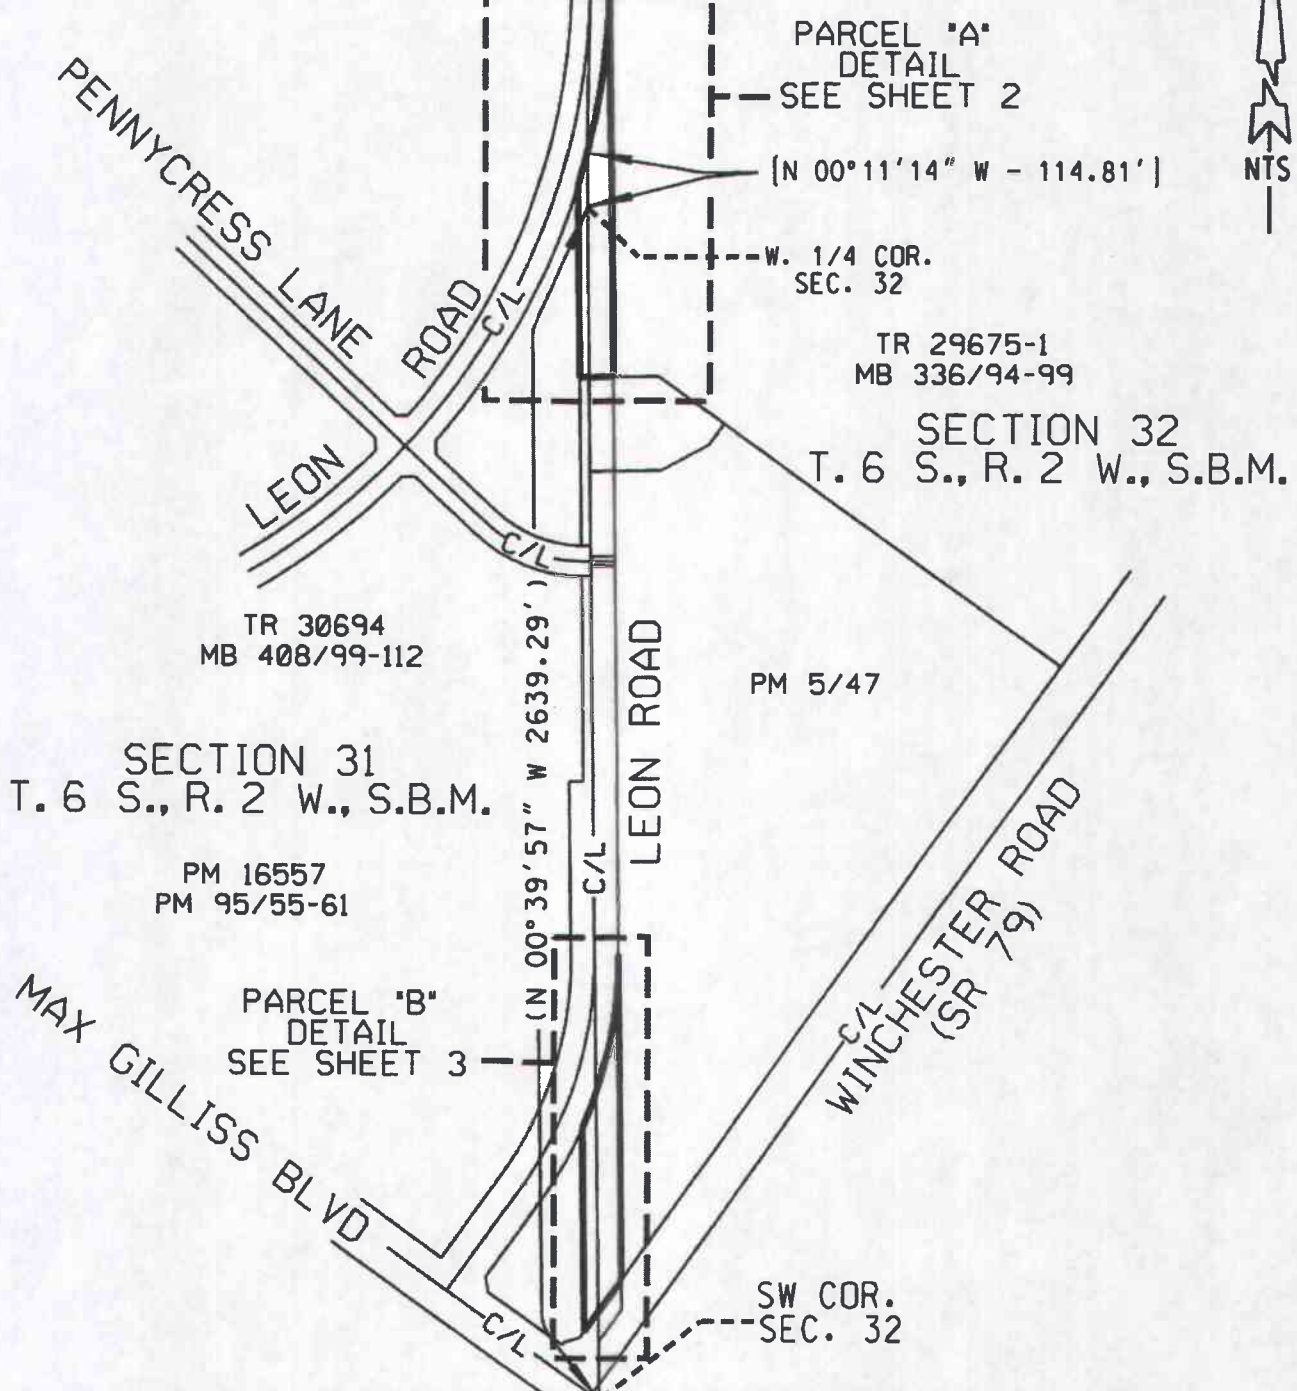 PARCEL "A"
DETAIL
SEE SHEET 2
NTS
[N 00°11'14" W - 114.81']
W. 1/4 COR.
SEC. 32
PENNYCRESS LANE
LEON ROAD
C/L
TR 29675-1
MB 336/94-99
SECTION 32
T. 6 S., R. 2 W., S.B.M.
C/L
TR 30694
MB 408/99-112
(N 00°39'57" W 2639.29')
LEON ROAD
C/L
PM 5/47
SECTION 31
T. 6 S., R. 2 W., S.B.M.
PM 16557
PM 95/55-61
WINCHESTER ROAD
(SR 79)
C/L
PARCEL "B"
DETAIL
SEE SHEET 3
MAX GILLISS BLVD
C/L
SW COR.
SEC. 32